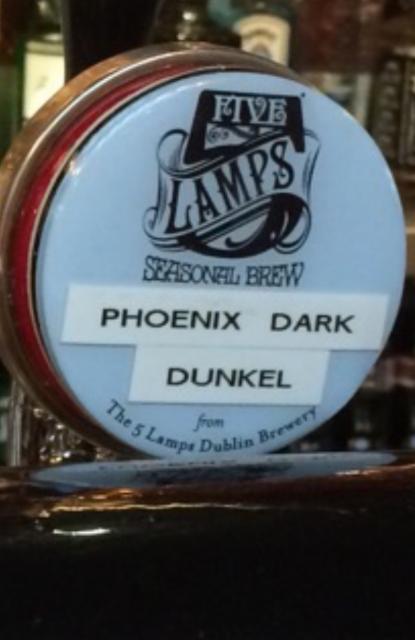 FIVE
LAMPS
SEASONAL BREW
PHOENIX DARK
DUNKEL
from
The 5 Lamps Dublin Brewery